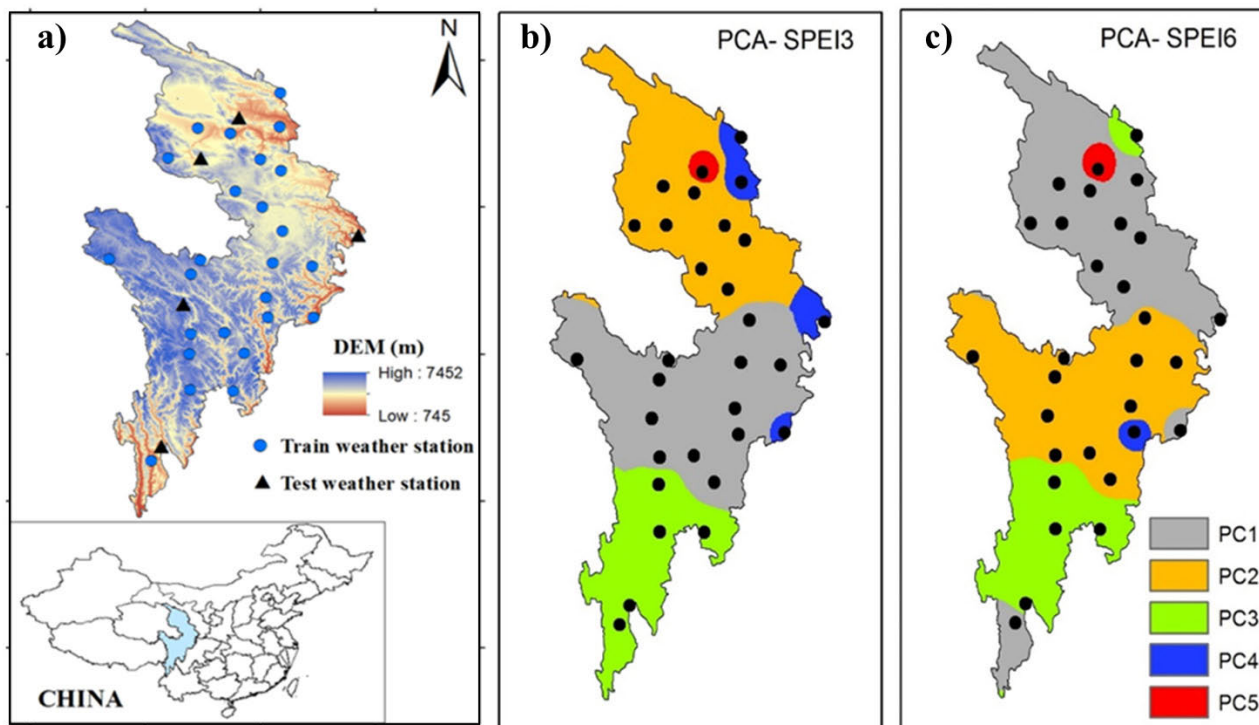 a)
N
DEM (m)
High : 7452
Low : 745
Train weather station
Test weather station
CHINA
b)
PCA- SPEI3
c)
PCA- SPEI6
PC1
PC2
PC3
PC4
PC5